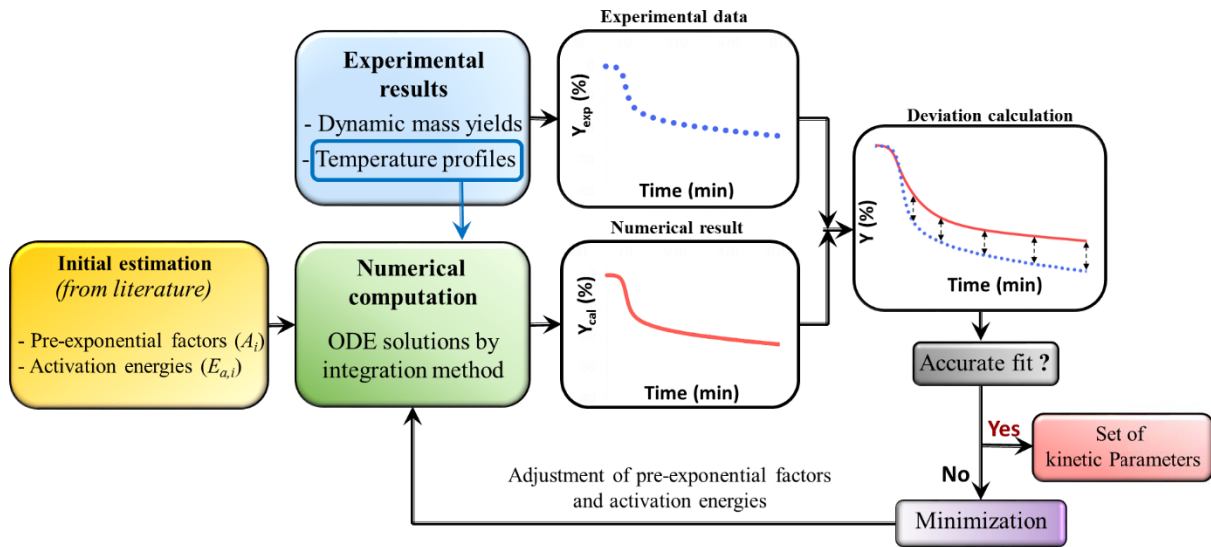 Experimental data
Experimental
results
- Dynamic mass yields
- Temperature profiles
Y_exp (%)
Time (min)
Deviation calculation
Y (%)
Time (min)
Initial estimation
(from literature)
- Pre-exponential factors (A_i)
- Activation energies (E_a,i)
Numerical
computation
ODE solutions by
integration method
Numerical result
Y_cal (%)
Time (min)
Accurate fit ?
Yes
Set of
kinetic Parameters
No
Minimization
Adjustment of pre-exponential factors
and activation energies